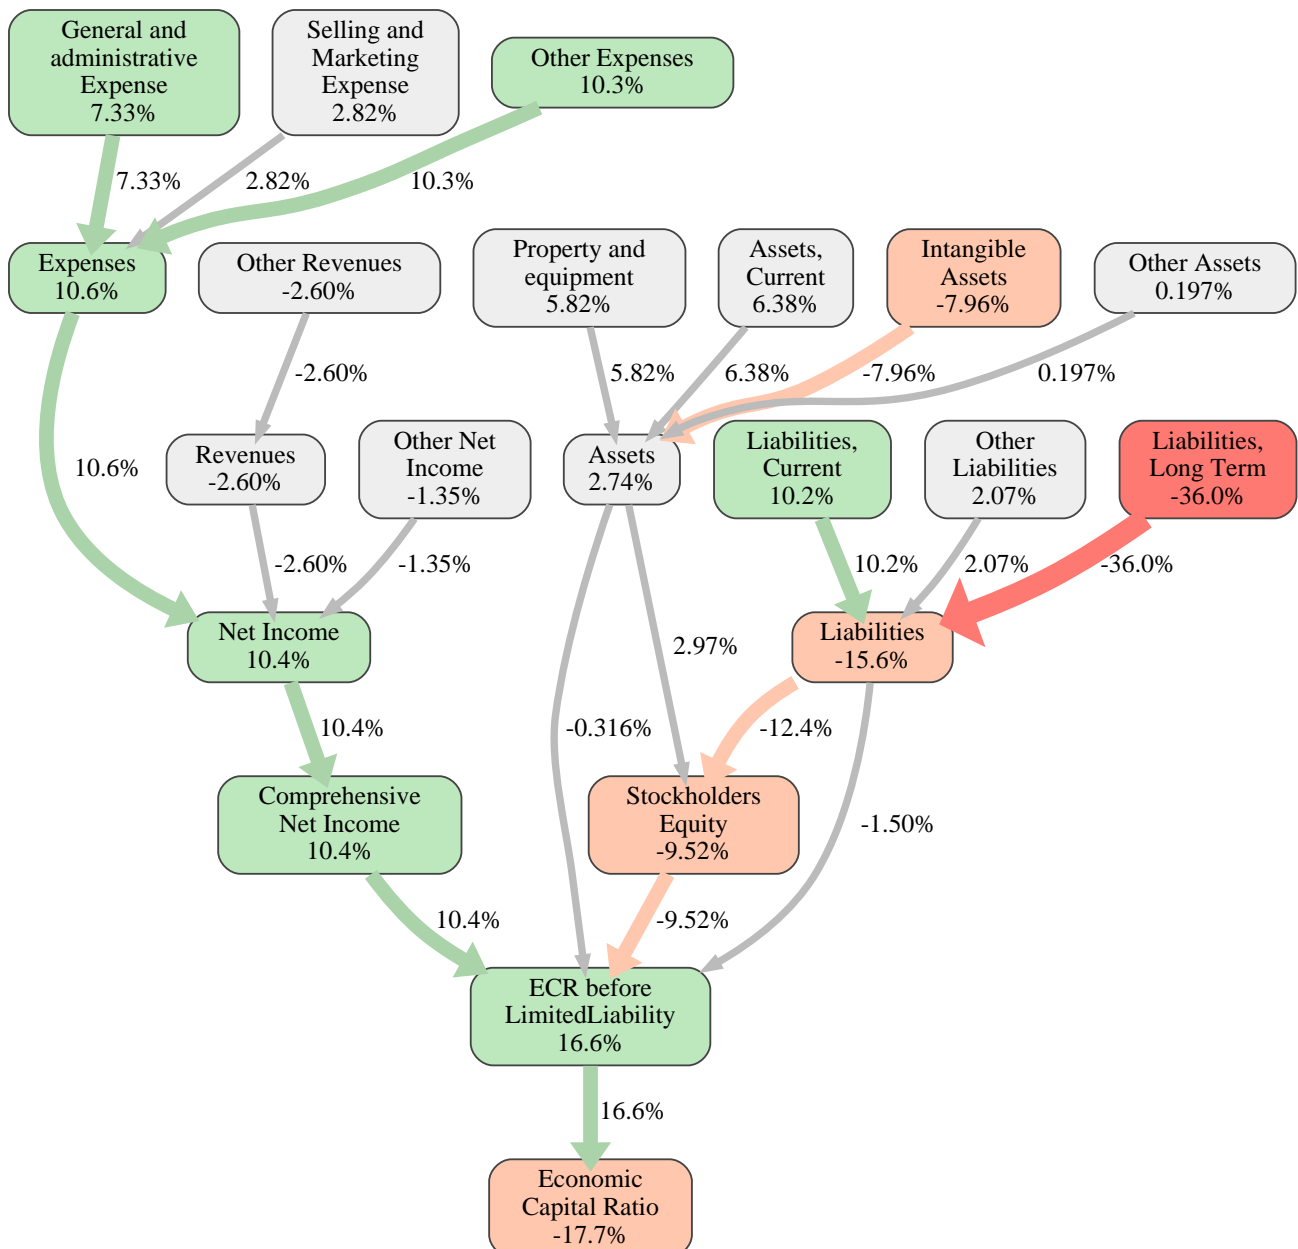 General and
administrative
Expense
7.33%
Selling and
Marketing
Expense
2.82%
Other Expenses
10.3%
7.33%
2.82%
10.3%
Expenses
10.6%
Other Revenues
-2.60%
Property and
equipment
5.82%
Assets,
Current
6.38%
Intangible
Assets
-7.96%
Other Assets
0.197%
-2.60%
5.82%
6.38%
-7.96%
0.197%
10.6%
Revenues
-2.60%
Other Net
Income
-1.35%
Assets
2.74%
Liabilities,
Current
10.2%
Other
Liabilities
2.07%
Liabilities,
Long Term
-36.0%
-2.60%
-1.35%
10.2%
2.07%
-36.0%
Net Income
10.4%
2.97%
Liabilities
-15.6%
10.4%
-0.316%
-12.4%
Comprehensive
Net Income
10.4%
Stockholders
Equity
-9.52%
-1.50%
10.4%
-9.52%
ECR before
LimitedLiability
16.6%
16.6%
Economic
Capital Ratio
-17.7%